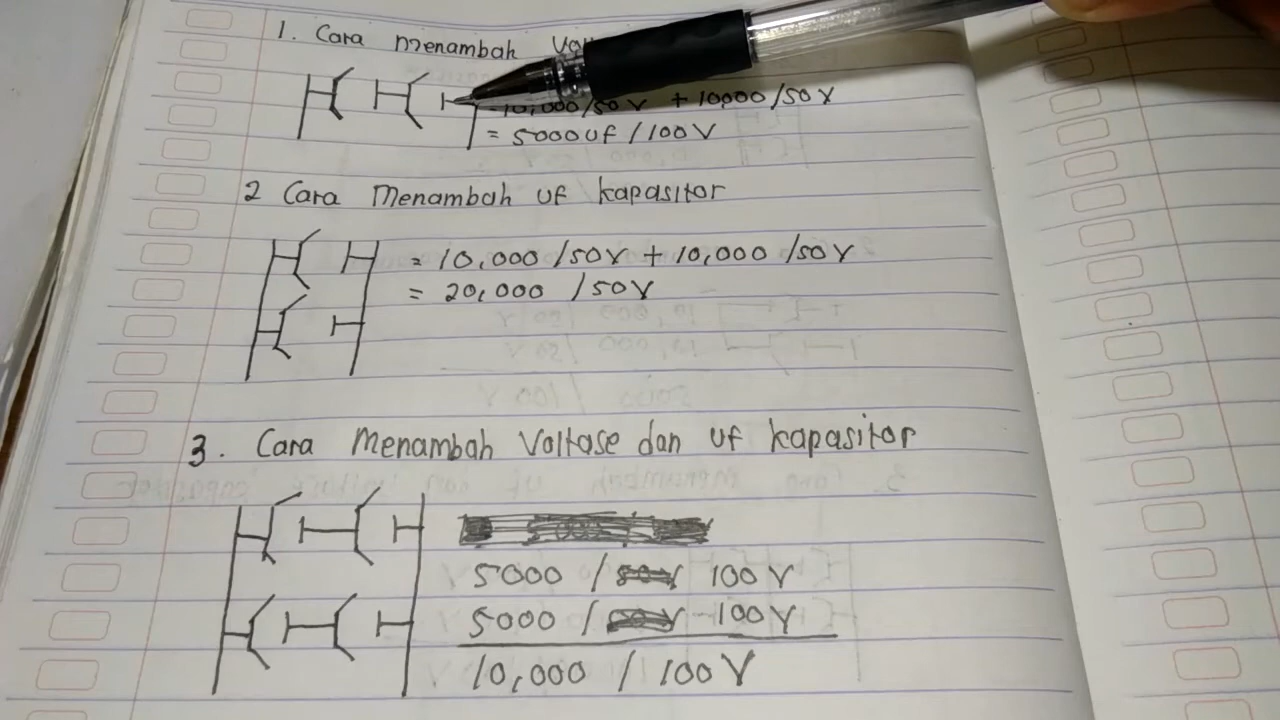 1. Cara menambah
= 10,000/50V + 10000/50V
= 5000uf/100V
2 Cara Menambah uf kapasitor
= 10,000/50V + 10,000/50V
= 20,000 /50V
3. Cara Menambah Voltase dan uf kapasitor
5000 / 100V
5000 / 100V
10,000 / 100V